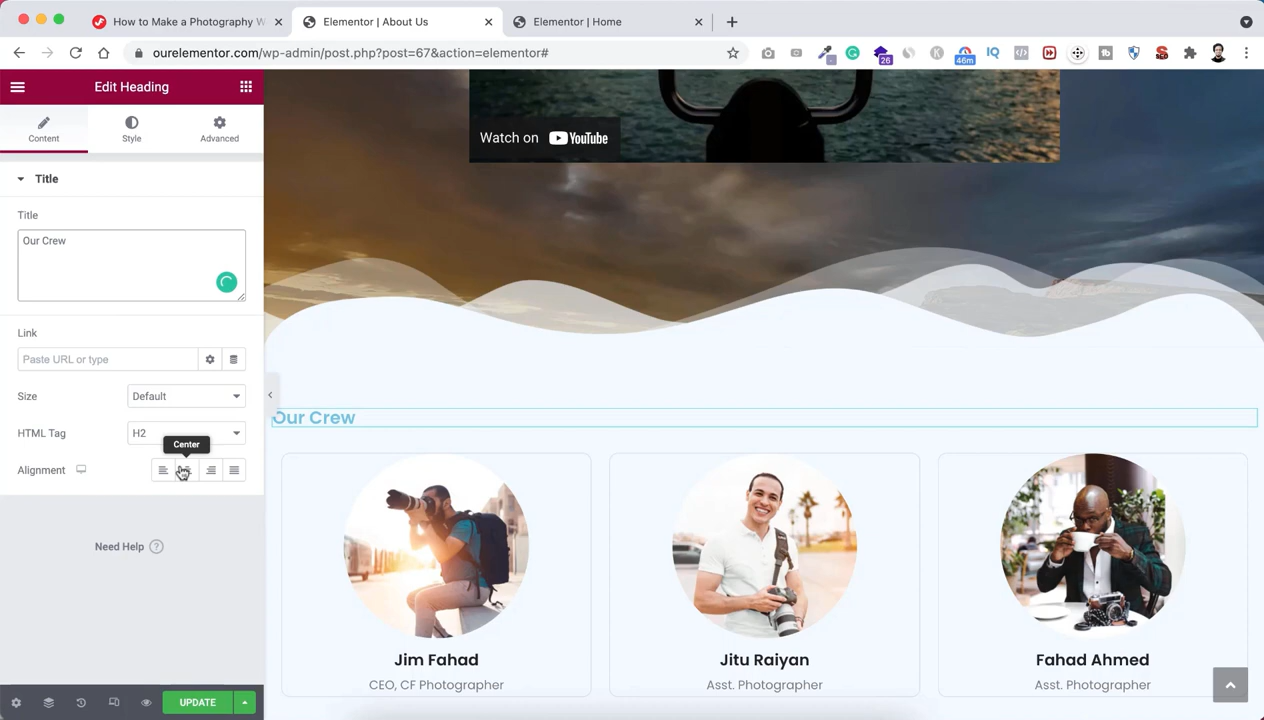 How to Make a Photography W
Elementor | About Us
Elementor | Home
ourelementor.com/wp-admin/post.php?post=67&action=elementor#
26
46m
IQ
Edit Heading
Content
Style
Advanced
Title
Title
Our Crew
Link
Paste URL or type
Size
Default
HTML Tag
H2
Center
Alignment
Need Help
UPDATE
Watch on YouTube
Our Crew
Jim Fahad
CEO, CF Photographer
Jitu Raiyan
Asst. Photographer
Fahad Ahmed
Asst. Photographer